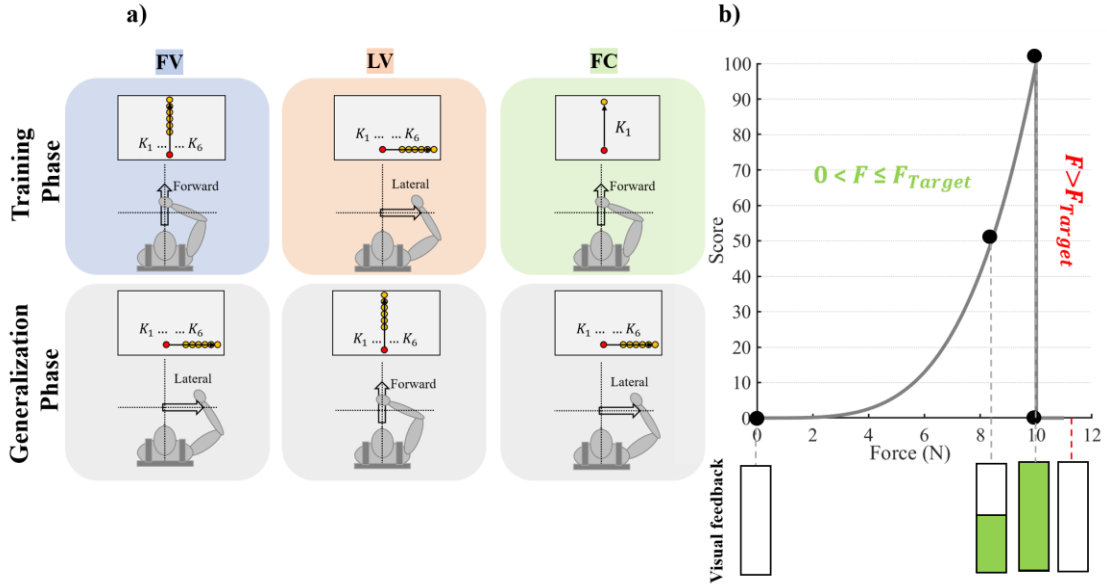 a)
FV
LV
FC
Training
Phase
K₁ … … K₆
Forward
K₁ … … K₆
Lateral
K₁
Forward
Generalization
Phase
K₁ … … K₆
Lateral
K₁ … … K₆
Forward
K₁ … … K₆
Lateral
b)
Score
100
90
80
70
60
50
40
30
20
10
0
0 < F ≤ F_Target
F>F_Target
0
2
4
6
8
10
12
Force (N)
Visual feedback